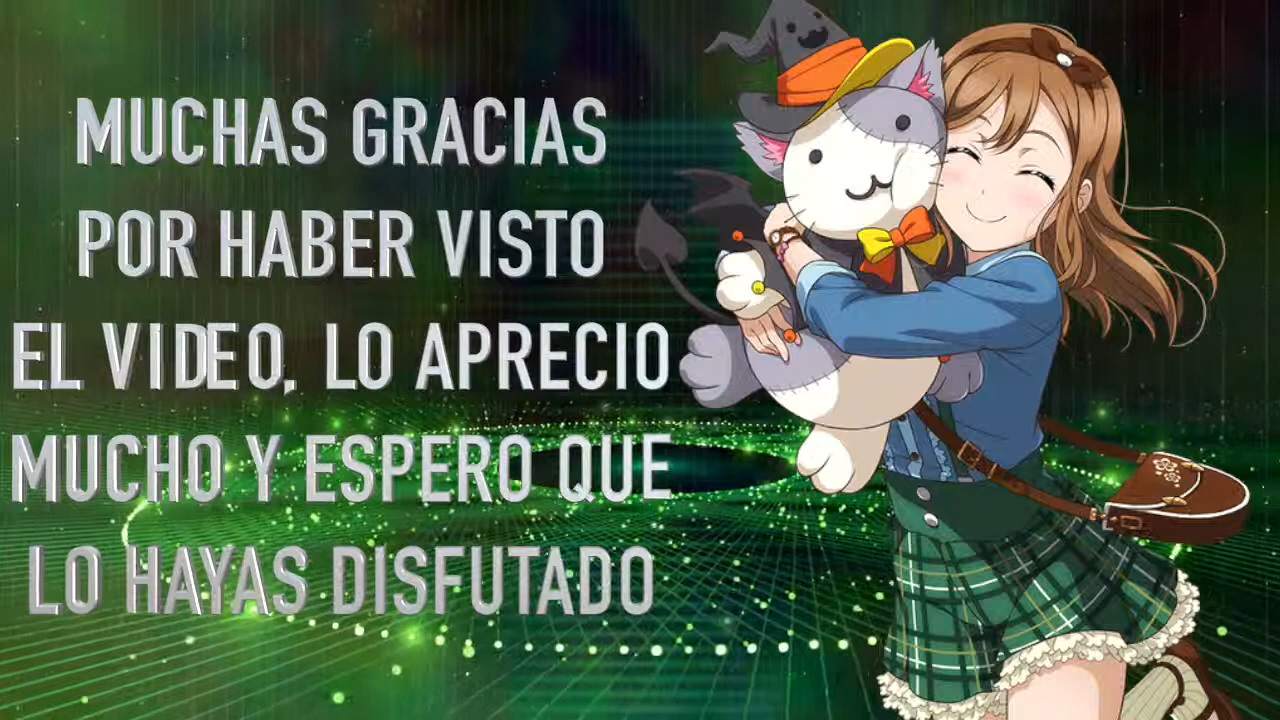 MUCHAS GRACIAS
POR HABER VISTO
EL VIDEO, LO APRECIO
MUCHO Y ESPERO QUE
LO HAYAS DISFUTADO